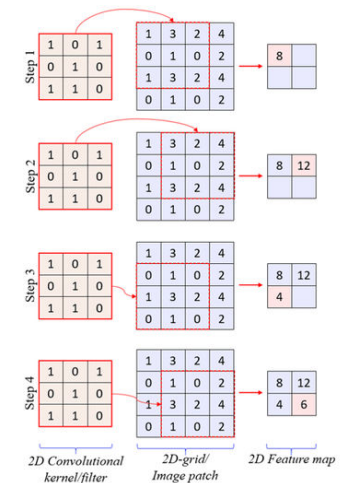 Step 1
1 0 1
0 1 0
1 1 0
1 3 2 4
0 1 0 2
1 3 2 4
0 1 0 2
8
Step 2
1 0 1
0 1 0
1 1 0
1 3 2 4
0 1 0 2
1 3 2 4
0 1 0 2
8 12
Step 3
1 0 1
0 1 0
1 1 0
1 3 2 4
0 1 0 2
1 3 2 4
0 1 0 2
8 12
4
Step 4
1 0 1
0 1 0
1 1 0
1 3 2 4
0 1 0 2
1 3 2 4
0 1 0 2
8 12
4 6
2D Convolutional
kernel/filter
2D-grid/
Image patch
2D Feature map